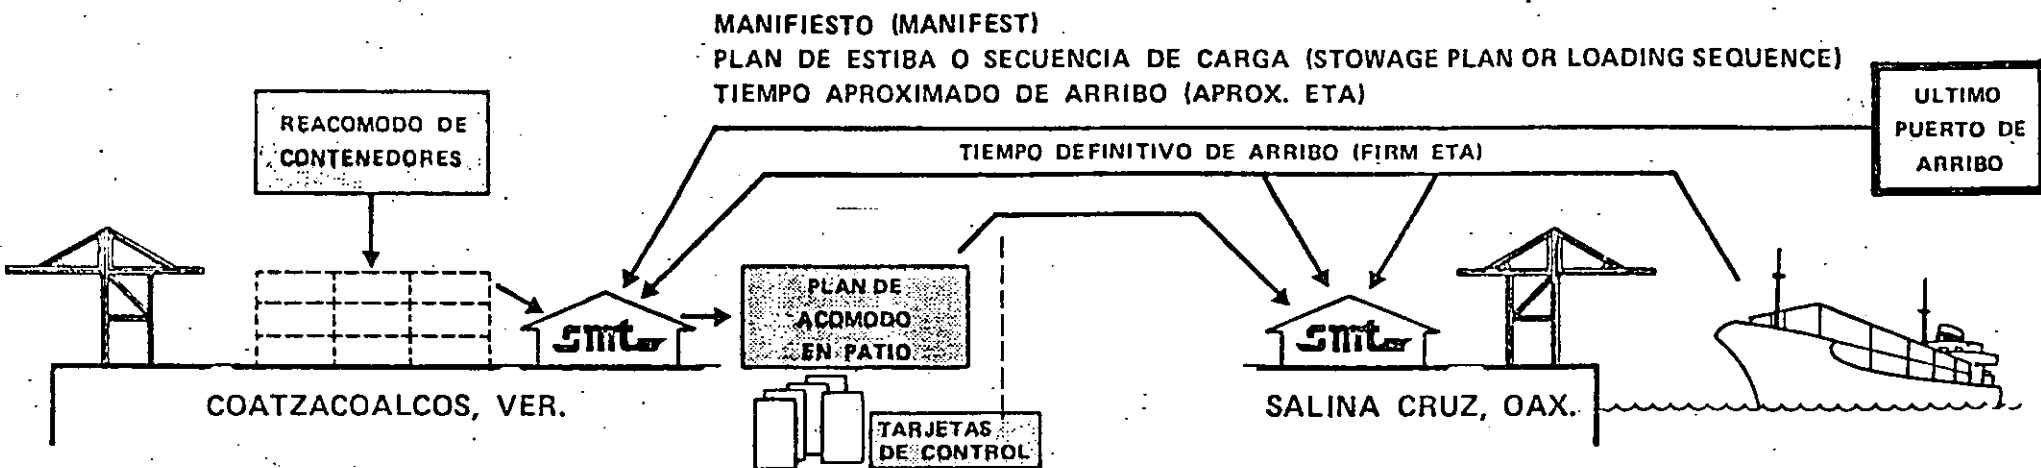 MANIFIESTO (MANIFEST)
PLAN DE ESTIBA O SECUENCIA DE CARGA (STOWAGE PLAN OR LOADING SEQUENCE)
TIEMPO APROXIMADO DE ARRIBO (APROX. ETA)
ULTIMO
PUERTO DE
ARRIBO
REACOMODO DE
CONTENEDORES
TIEMPO DEFINITIVO DE ARRIBO (FIRM ETA)
PLAN DE
ACOMODO
EN PATIO
smt
smt
COATZACOALCOS, VER.
SALINA CRUZ, OAX.
TARJETAS
DE CONTROL